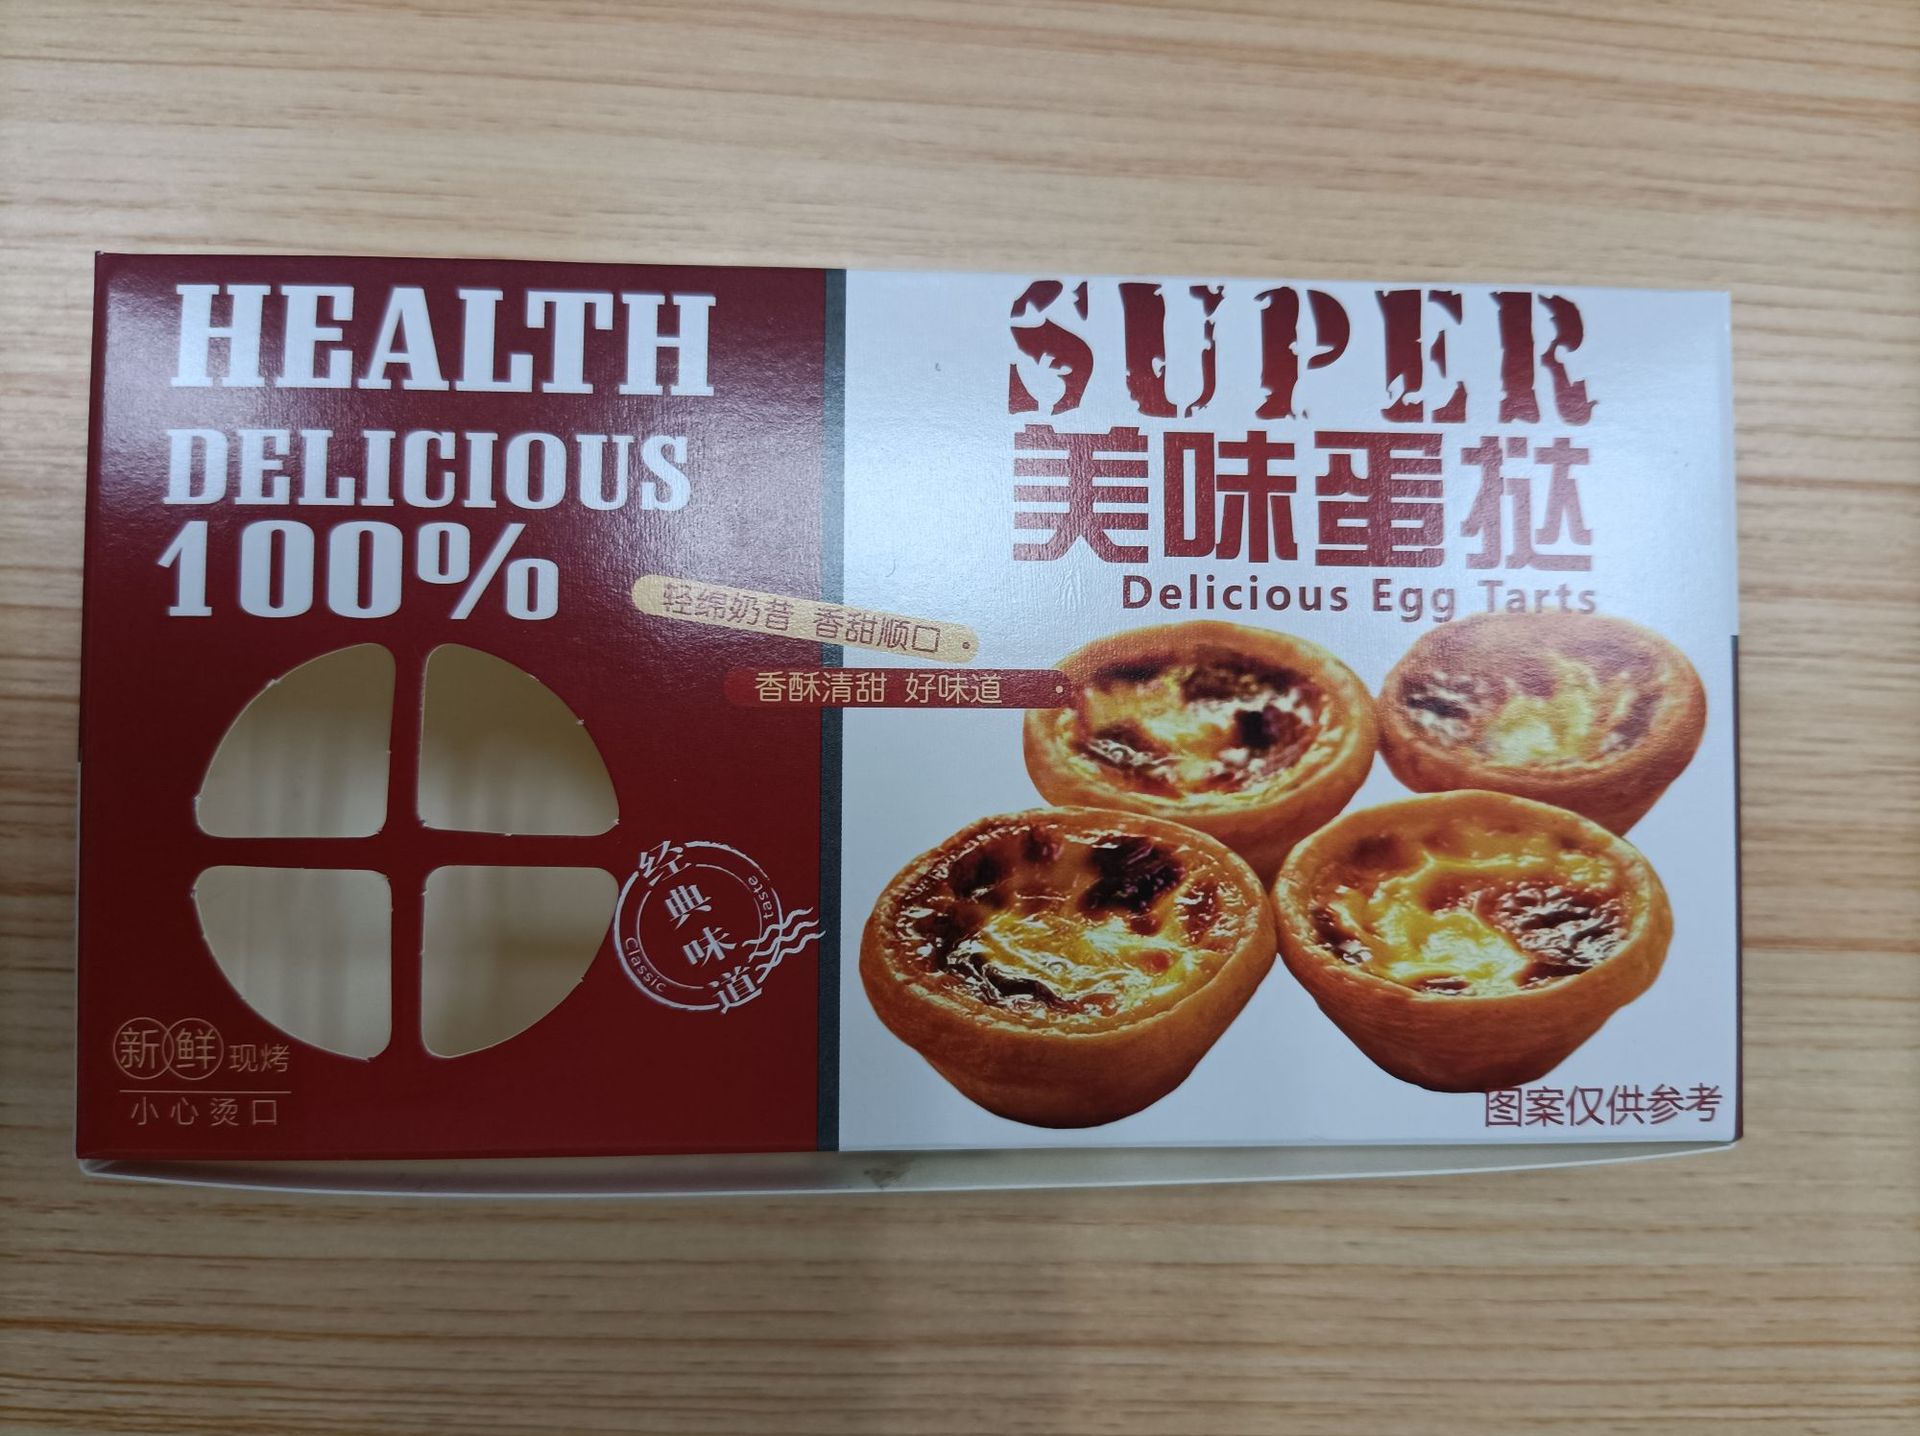 HEALTH
DELICIOUS
100%
轻绵奶昔 香甜顺口
香酥清甜 好味道
经典味道
Classic taste
新鲜现烤
小心烫口
SUPER
美味蛋挞
Delicious Egg Tarts
图案仅供参考